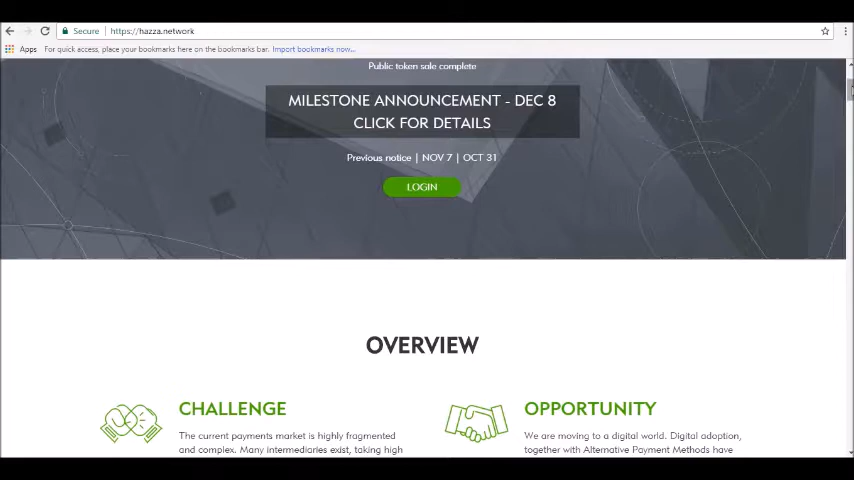 Secure
https://hazza.network
Apps
For quick access, place your bookmarks here on the bookmarks bar. Import bookmarks now...
Public token sale complete
MILESTONE ANNOUNCEMENT - DEC 8
CLICK FOR DETAILS
Previous notice | NOV 7 | OCT 31
LOGIN
OVERVIEW
CHALLENGE
The current payments market is highly fragmented
and complex. Many intermediaries exist, taking high
OPPORTUNITY
We are moving to a digital world. Digital adoption,
together with Alternative Payment Methods have